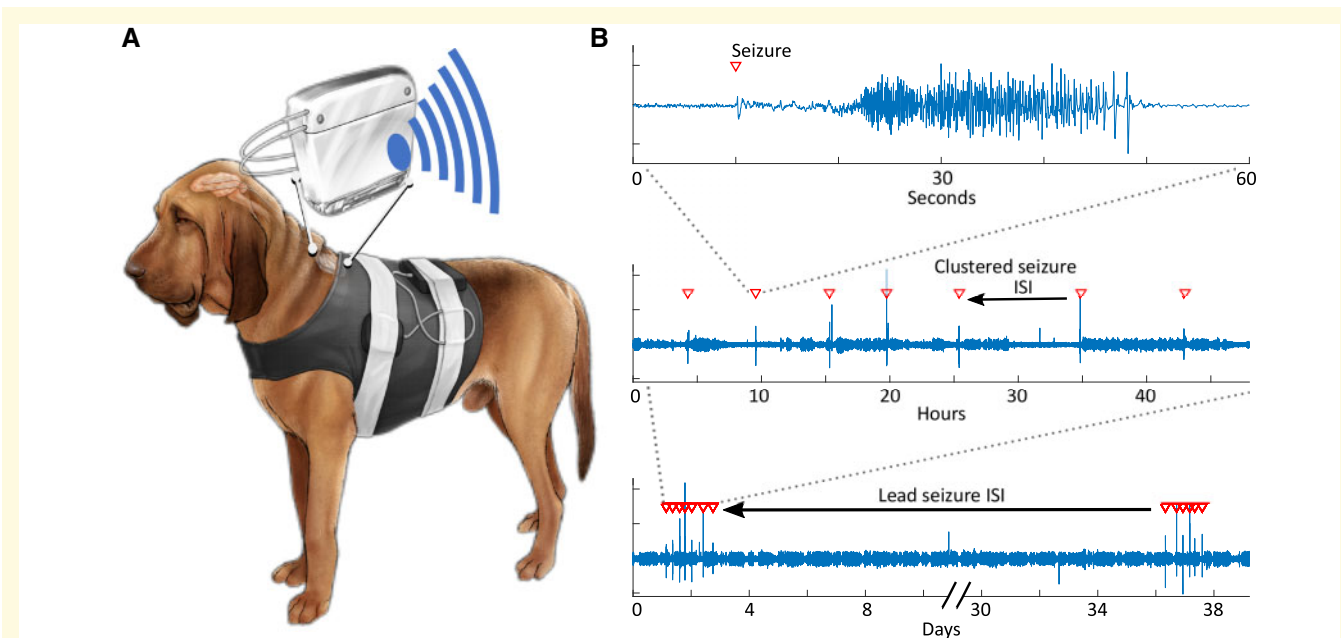 A
B
Seizure
0 30 60
Seconds
Clustered seizure
ISI
0 10 20 30 40
Hours
Lead seizure ISI
0 4 8 30 34 38
Days